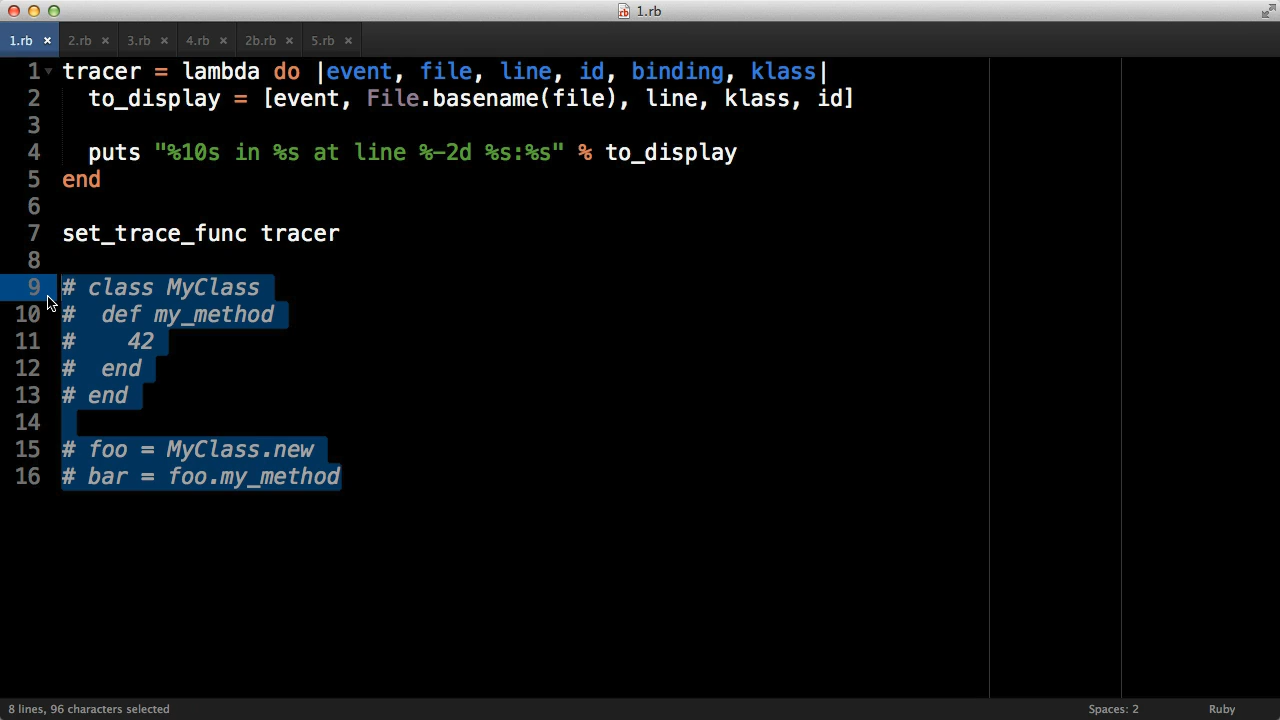 1.rb
1.rb × 2.rb × 3.rb × 4.rb × 2b.rb × 5.rb ×
1 tracer = lambda do |event, file, line, id, binding, klass|
2   to_display = [event, File.basename(file), line, klass, id]
3
4   puts "%10s in %s at line %-2d %s:%s" % to_display
5 end
6
7 set_trace_func tracer
8
9 # class MyClass
10 #  def my_method
11 #    42
12 #  end
13 # end
14
15 # foo = MyClass.new
16 # bar = foo.my_method
8 lines, 96 characters selected Spaces: 2 Ruby